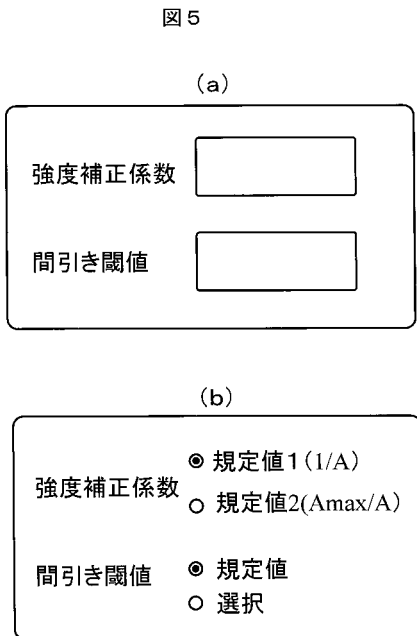 図5
(a)
強度補正係数
間引き閾値
(b)
強度補正係数
規定値1(1/A)
規定値2(Amax/A)
間引き閾値
規定値
選択